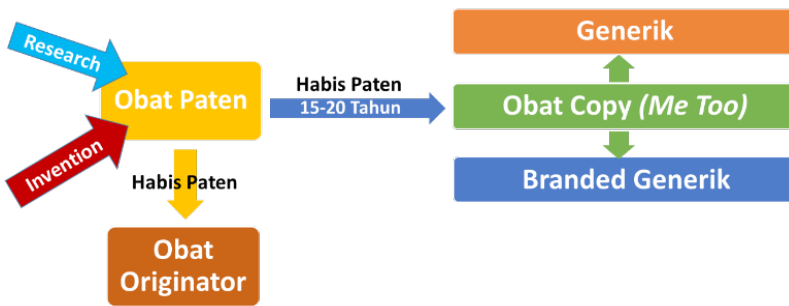 Research
Invention
Obat Paten
Habis Paten
15-20 Tahun
Generik
Obat Copy (Me Too)
Branded Generik
Habis Paten
Obat
Originator